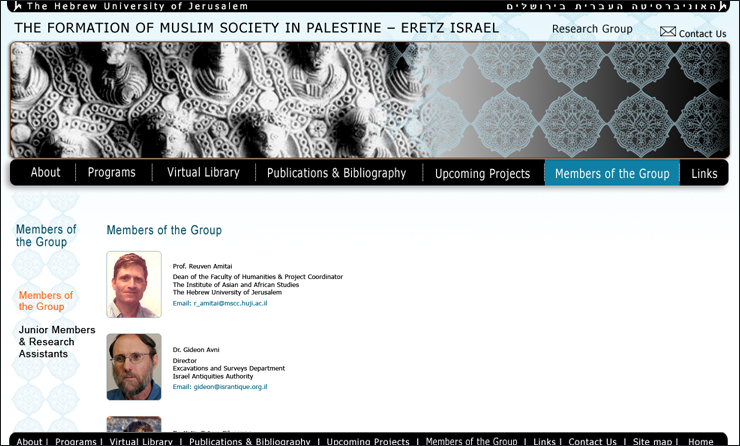 The Hebrew University of Jerusalem
האוניברסיטה העברית בירושלים
THE FORMATION OF MUSLIM SOCIETY IN PALESTINE – ERETZ ISRAEL
Research Group
Contact Us
About Programs Virtual Library Publications & Bibliography Upcoming Projects Members of the Group Links
Members of
the Group
Members of
the Group
Junior Members
& Research
Assistants
Members of the Group
Prof. Reuven Amitai
Dean of the Faculty of Humanities & Project Coordinator
The Institute of Asian and African Studies
The Hebrew University of Jerusalem
Email: r_amitai@mscc.huji.ac.il
Dr. Gideon Avni
Director
Excavations and Surveys Department
Israel Antiquities Authority
Email: gideon@israntique.org.il
About | Programs | Virtual Library | Publications & Bibliography | Upcoming Projects | Members of the Group | Links | Contact Us | Site map | Home